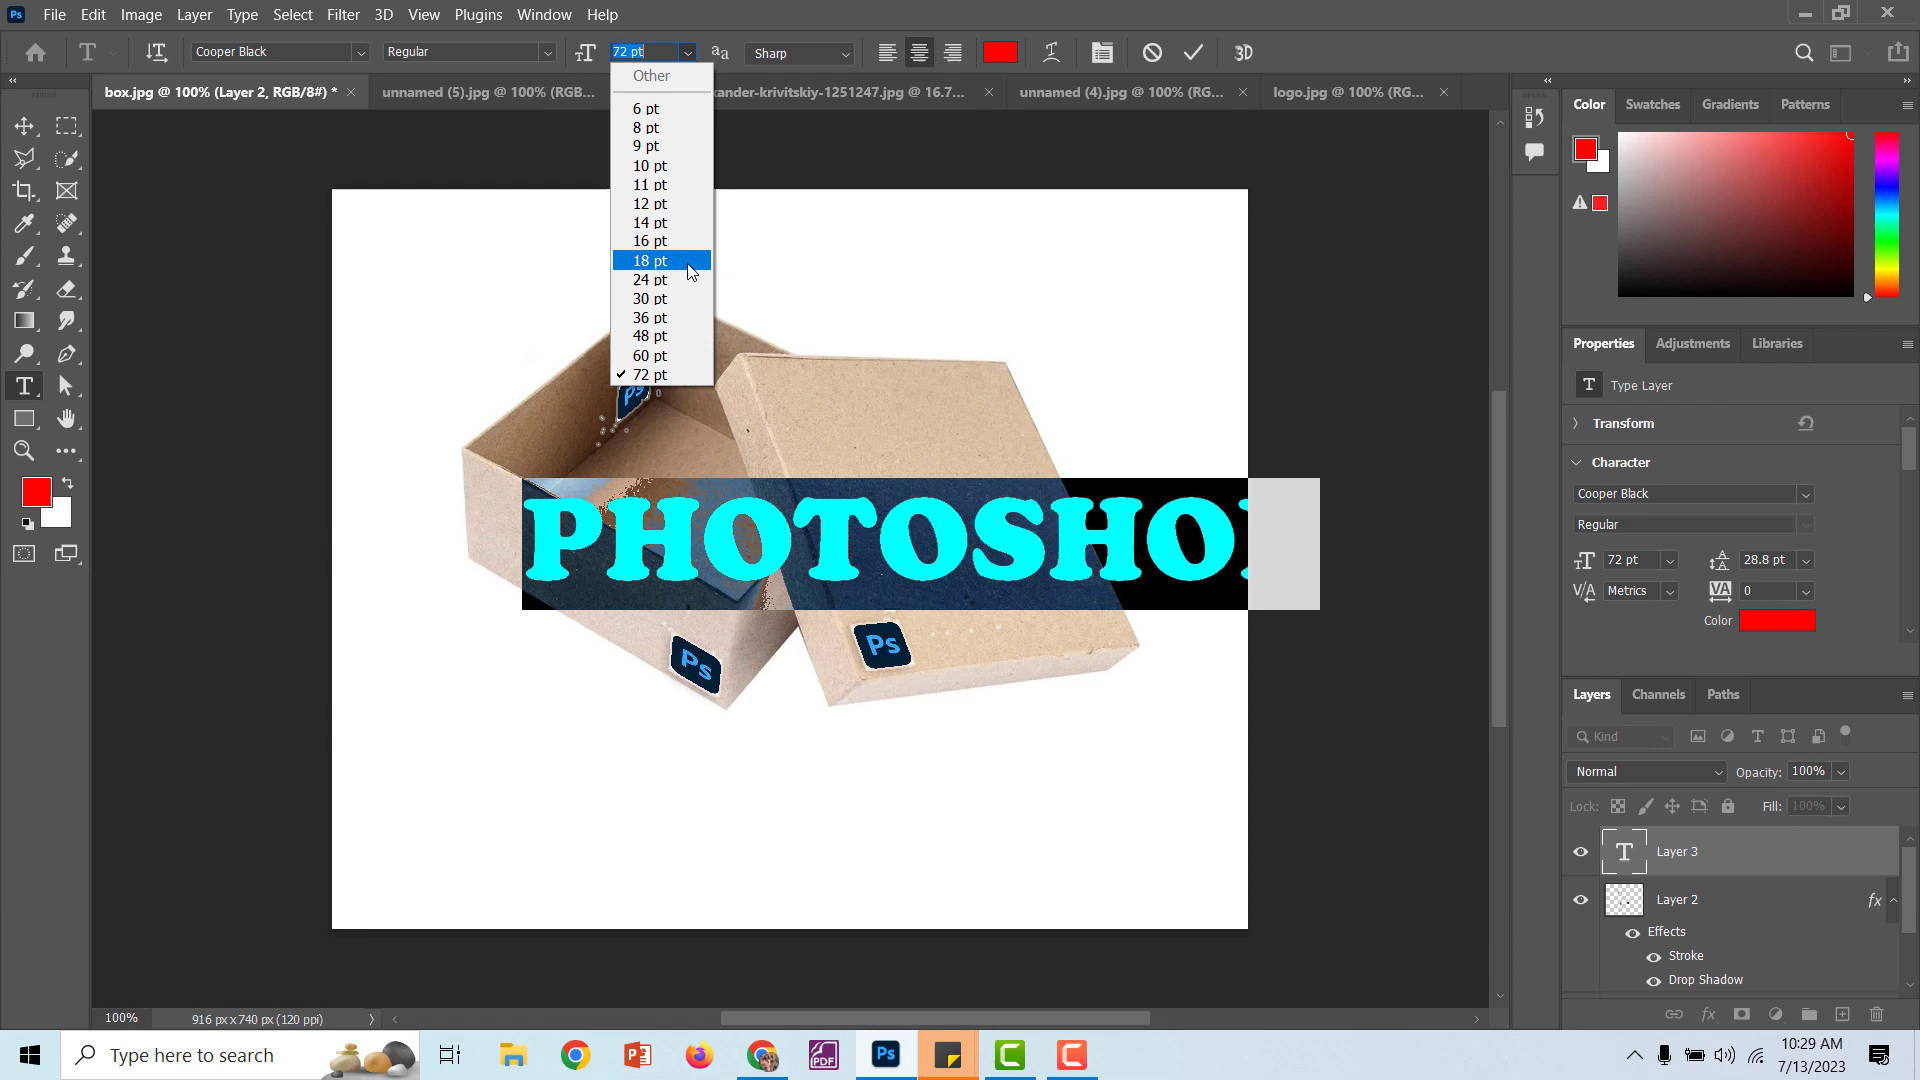 Ps File Edit Image Layer Type Select Filter 3D View Plugins Window Help
T Cooper Black Regular 72 pt Sharp 3D
box.jpg @ 100% (Layer 2, RGB/8#) * unnamed (5).jpg @ 100% (RGB... xander-krivitskiy-1251247.jpg @ 16.7... unnamed (4).jpg @ 100% (RG... logo.jpg @ 100% (RG...
Other
6 pt
8 pt
9 pt
10 pt
11 pt
12 pt
14 pt
16 pt
18 pt
24 pt
30 pt
36 pt
48 pt
60 pt
72 pt
Ps
PHOTOSHO
Ps
Ps
Color Swatches Gradients Patterns
Properties Adjustments Libraries
T Type Layer
Transform
Character
Cooper Black
Regular
72 pt 28.8 pt
Metrics 0
Color
Layers Channels Paths
Kind
Normal Opacity: 100%
Lock: Fill: 100%
T Layer 3
Layer 2 fx
Effects
Stroke
Drop Shadow
100% 916 px x 740 px (120 ppi)
Type here to search
PDF
Ps
10:29 AM
7/13/2023